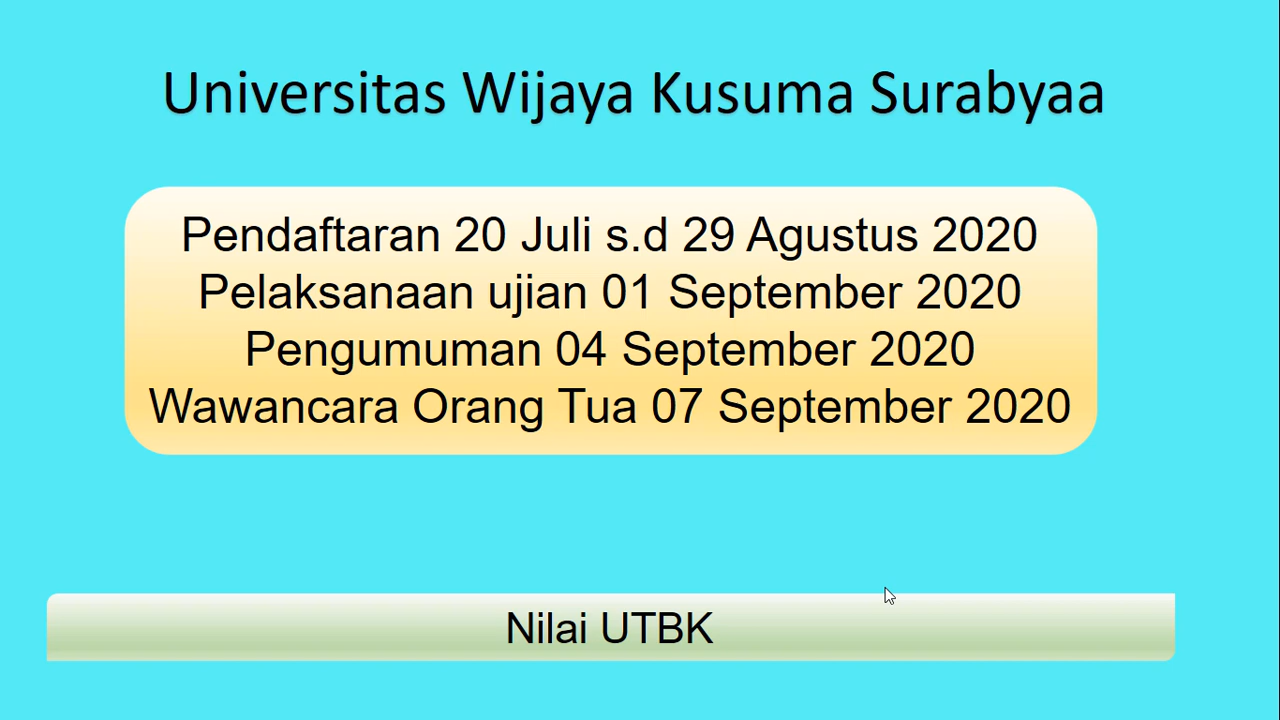 Universitas Wijaya Kusuma Surabyaa
Pendaftaran 20 Juli s.d 29 Agustus 2020
Pelaksanaan ujian 01 September 2020
Pengumuman 04 September 2020
Wawancara Orang Tua 07 September 2020
Nilai UTBK